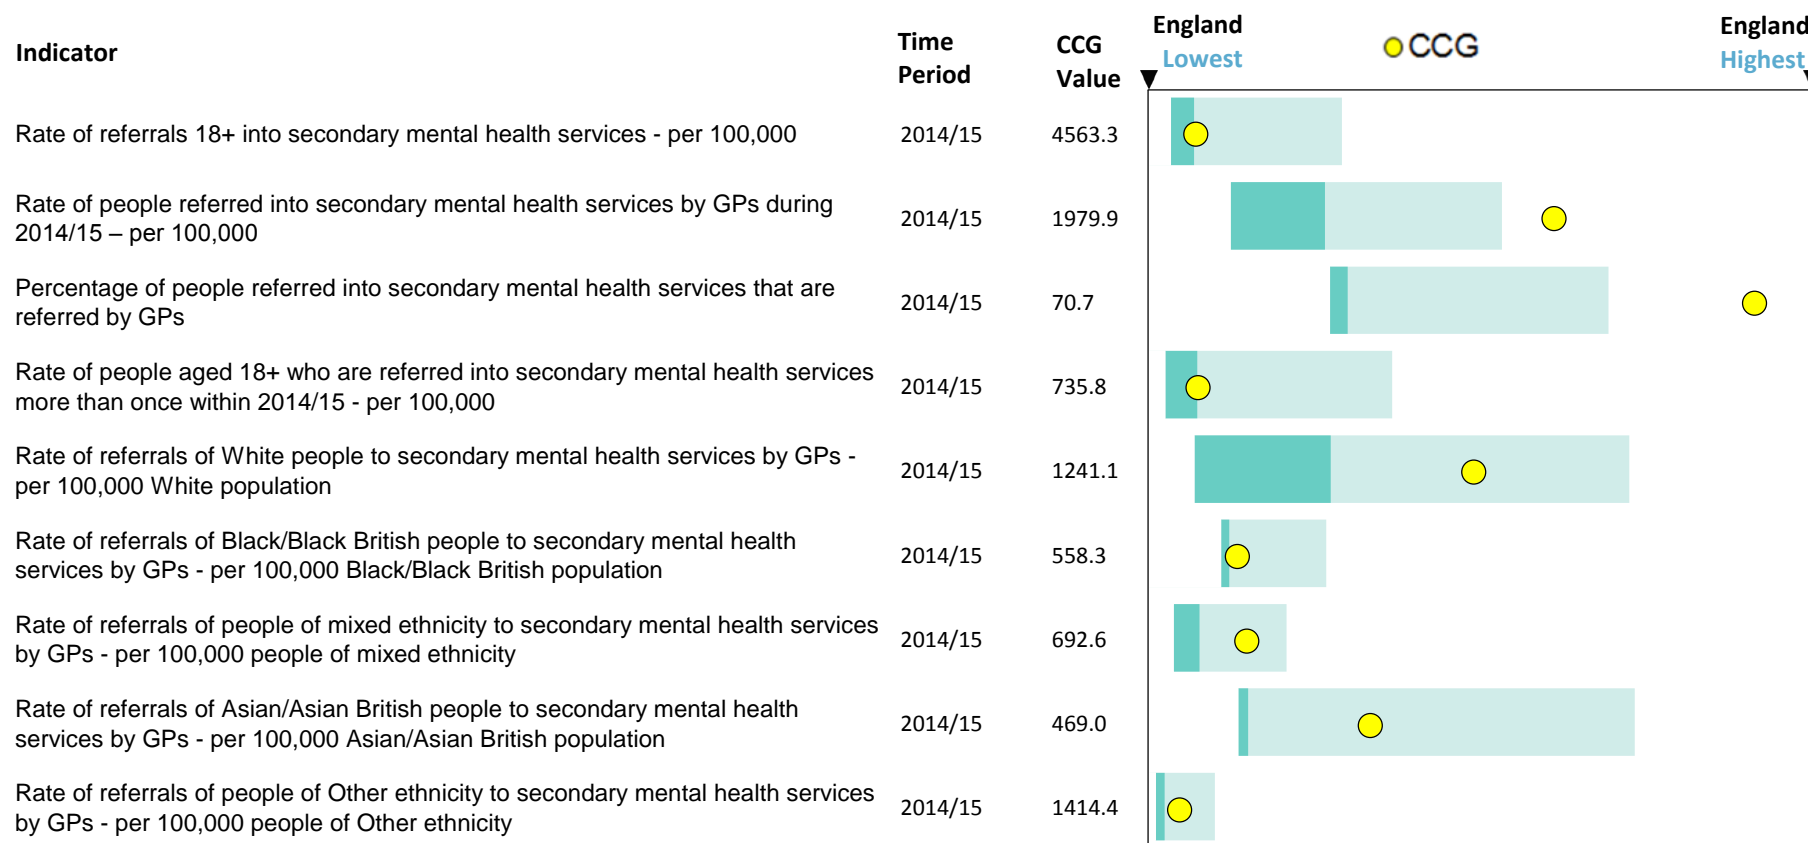 Indicator
Time Period
CCG Value
England Lowest
CCG
England Highest
Rate of referrals 18+ into secondary mental health services - per 100,000
2014/15
4563.3
Rate of people referred into secondary mental health services by GPs during
2014/15 – per 100,000
2014/15
1979.9
Percentage of people referred into secondary mental health services that are
referred by GPs
2014/15
70.7
Rate of people aged 18+ who are referred into secondary mental health services
more than once within 2014/15 - per 100,000
2014/15
735.8
Rate of referrals of White people to secondary mental health services by GPs -
per 100,000 White population
2014/15
1241.1
Rate of referrals of Black/Black British people to secondary mental health
services by GPs - per 100,000 Black/Black British population
2014/15
558.3
Rate of referrals of people of mixed ethnicity to secondary mental health services
by GPs - per 100,000 people of mixed ethnicity
2014/15
692.6
Rate of referrals of Asian/Asian British people to secondary mental health
services by GPs - per 100,000 Asian/Asian British population
2014/15
469.0
Rate of referrals of people of Other ethnicity to secondary mental health services
by GPs - per 100,000 people of Other ethnicity
2014/15
1414.4